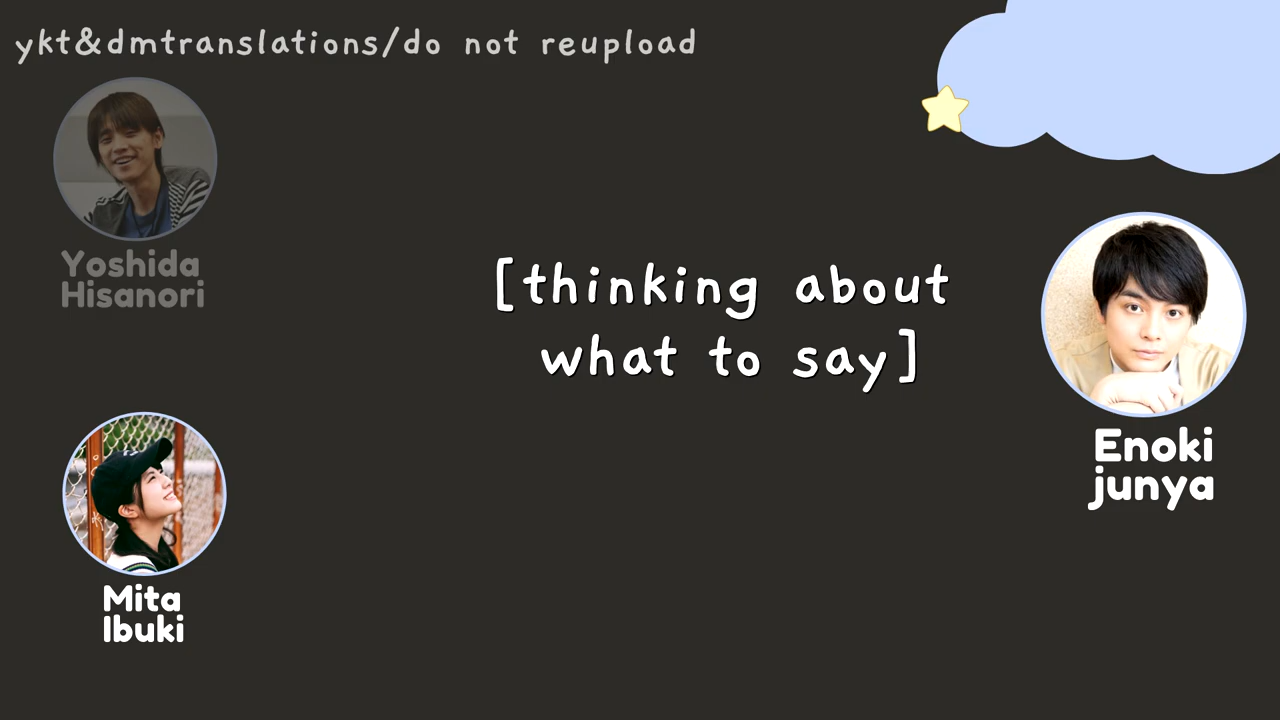 ykt&dmtranslations/do not reupload
Yoshida
Hisanori
[thinking about
what to say]
Enoki
junya
Mita
Ibuki